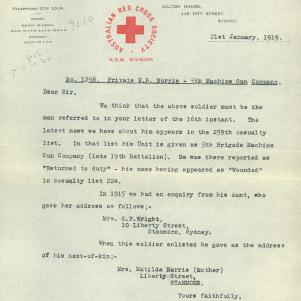 TELEPHONE: CITY 1014.
AUSTRALIAN RED CROSS SOCIETY
N.S.W. DIVISION
DALTON HOUSE,
115 PITT STREET,
SYDNEY.
21st January, 1919.
No. 1258. Private E.R. Norris - 5th Machine Gun Company.
Dear Sir,
We think that the above soldier must be the
man referred to in your letter of the 16th instant. The
latest news we have about him appears in the 259th casualty
list. In that list his Unit is given as 5th Brigade Machine
Gun Company (late 19th Battalion). He was there reported
as "Returned to duty" - his name having appeared as "Wounded"
in casualty list 224.
In 1915 we had an enquiry from his Aunt, who
gave her address as follows:-
Mrs. G.F.Wright,
10 Liberty Street,
Stanmore, Sydney.
When this soldier enlisted he gave as the address
of his next-of-kin;-
Mrs. Matilda Norris (Mother)
Liberty Street,
STANMORE.
Yours faithfully,